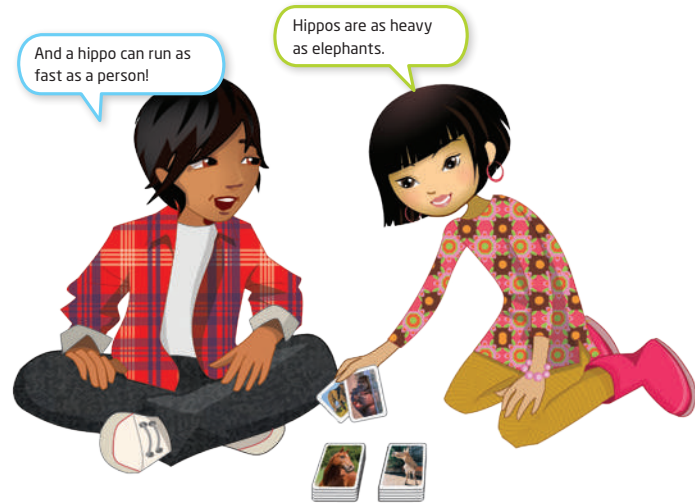 And a hippo can run as
fast as a person!
Hippos are as heavy
as elephants.